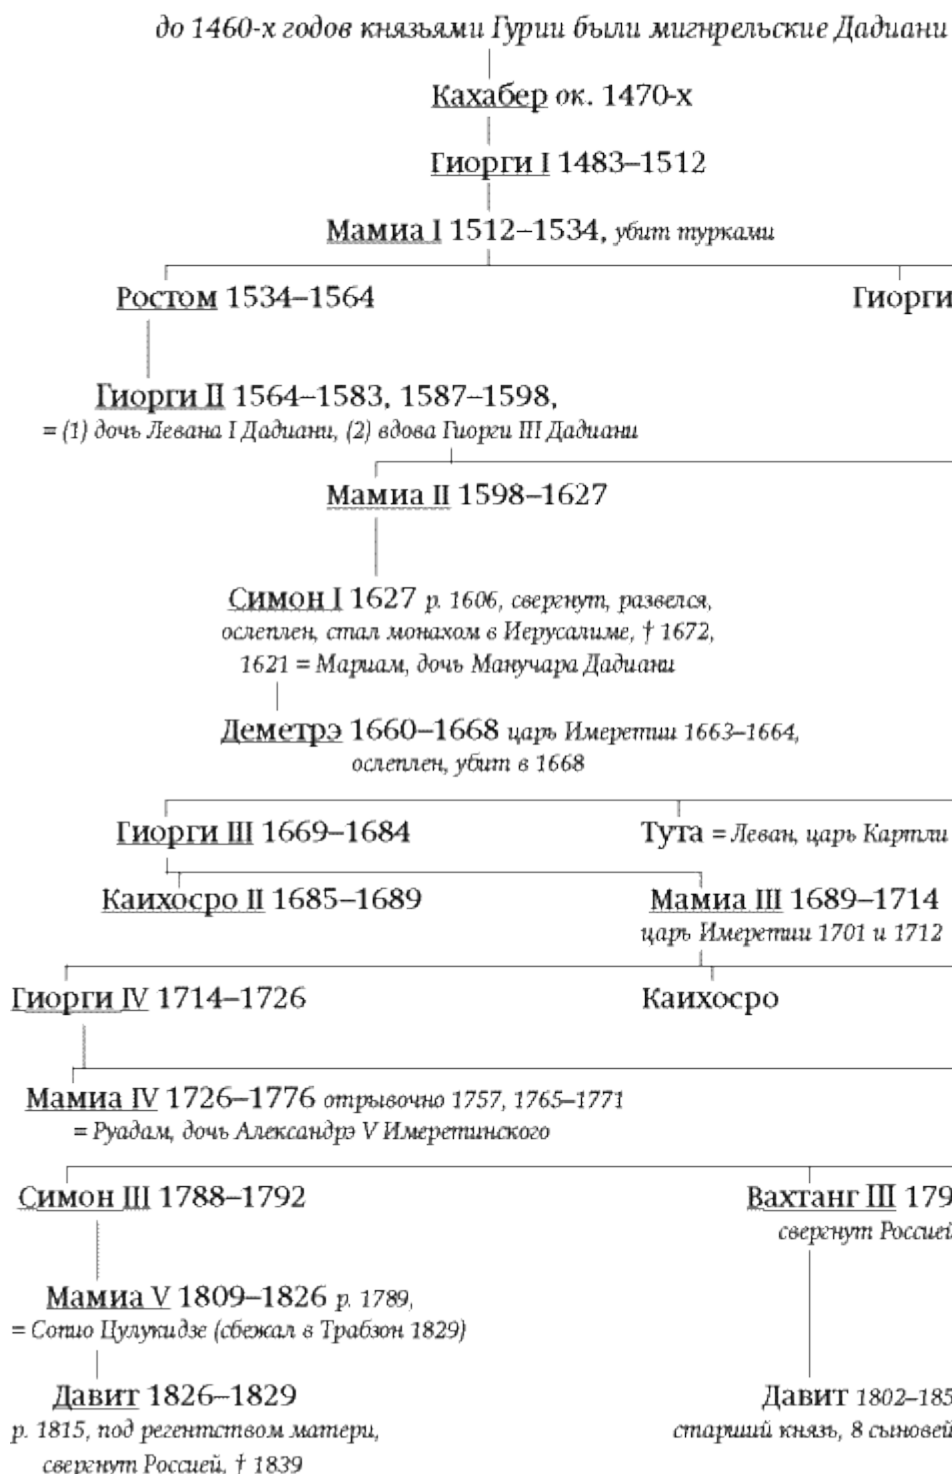 до 1460-х годов князьями Гурии были мигнрельские Дадиани
Кахабер ок. 1470-х
Гиорги I 1483–1512
Мамиа I 1512–1534, убит турками
Ростом 1534–1564
Гиорги
Гиорги II 1564–1583, 1587–1598,
= (1) дочь Левана I Дадиани, (2) вдова Гиорги III Дадиани
Мамиа II 1598–1627
Симон I 1627 р. 1606, свергнут, развелся,
ослеплен, стал монахом в Иерусалиме, † 1672,
1621 = Мариам, дочь Манучара Дадиани
Деметрэ 1660–1668 царь Имеретии 1663–1664,
ослеплен, убит в 1668
Гиорги III 1669–1684
Тута = Леван, царь Картли
Каихосро II 1685–1689
Мамиа III 1689–1714
царь Имеретии 1701 и 1712
Гиорги IV 1714–1726
Каихосро
Мамиа IV 1726–1776 отрывочно 1757, 1765–1771
= Руадам, дочь Александрэ V Имеретинского
Симон III 1788–1792
Вахтанг III 179
свергнут Россией
Мамиа V 1809–1826 р. 1789,
= Сопио Цулукидзе (сбежал в Трабзон 1829)
Давит 1826–1829
р. 1815, под регентством матери,
свергнут Россией, † 1839
Давит 1802–185
старший князь, 8 сыновей